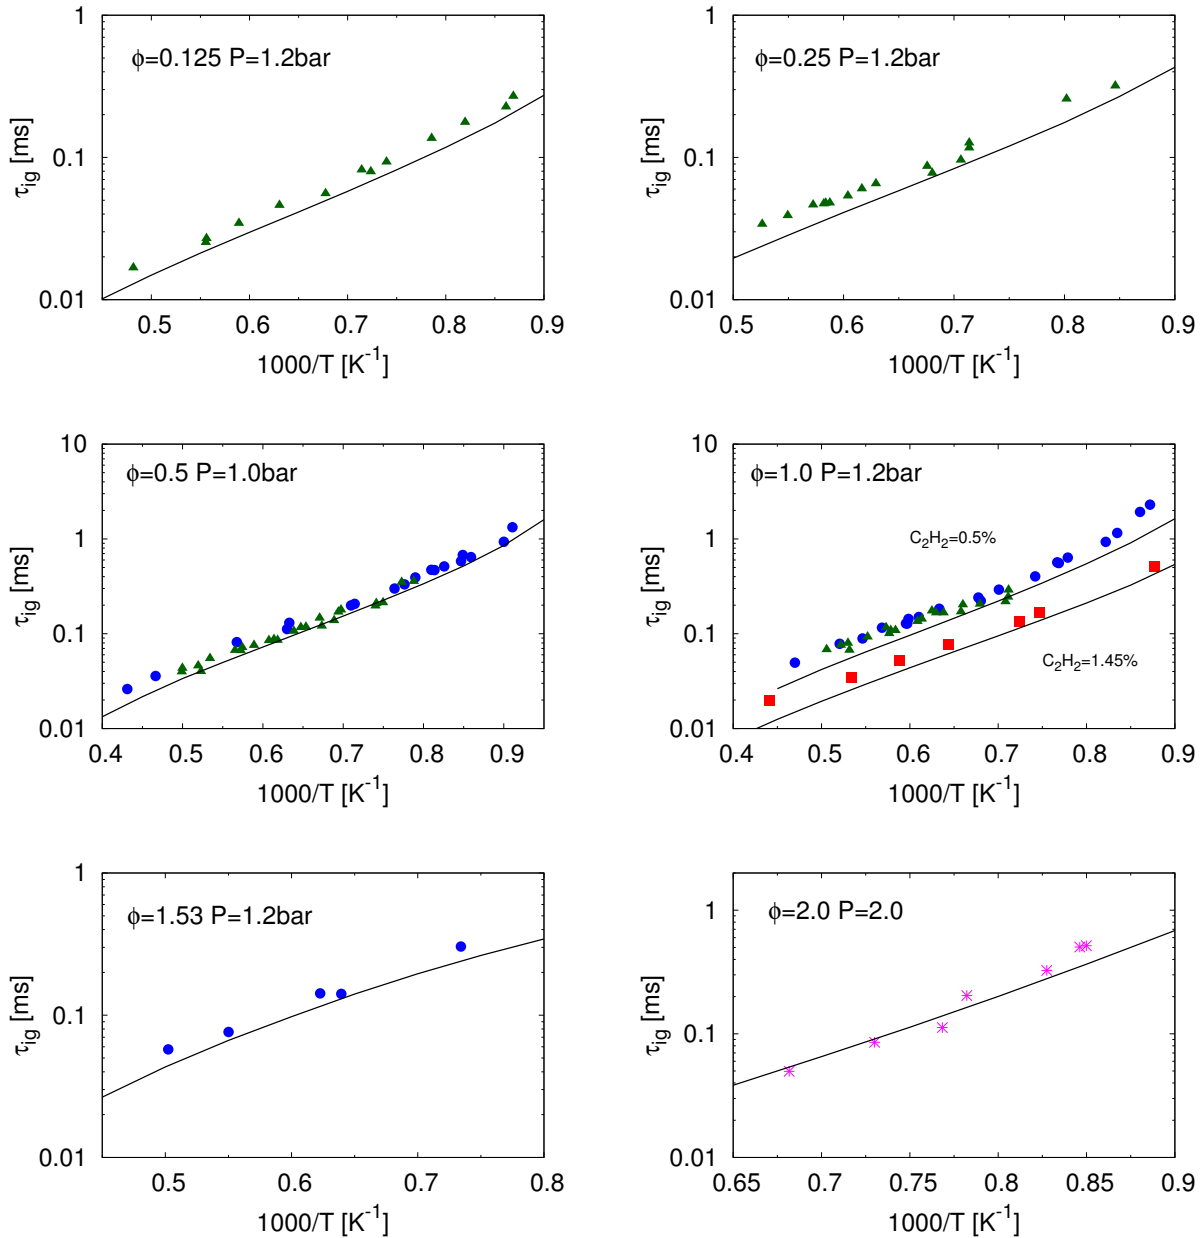 ϕ=0.125 P=1.2bar
1
0.1
0.01
τig [ms]
0.5 0.6 0.7 0.8 0.9
1000/T [K-1]
ϕ=0.25 P=1.2bar
1
0.1
0.01
τig [ms]
0.5 0.6 0.7 0.8 0.9
1000/T [K-1]
ϕ=0.5 P=1.0bar
10
1
0.1
0.01
τig [ms]
0.4 0.5 0.6 0.7 0.8 0.9
1000/T [K-1]
ϕ=1.0 P=1.2bar
10
1
0.1
0.01
τig [ms]
C2H2=0.5%
C2H2=1.45%
0.4 0.5 0.6 0.7 0.8 0.9
1000/T [K-1]
ϕ=1.53 P=1.2bar
1
0.1
0.01
τig [ms]
0.5 0.6 0.7 0.8
1000/T [K-1]
ϕ=2.0 P=2.0
1
0.1
0.01
τig [ms]
0.65 0.7 0.75 0.8 0.85 0.9
1000/T [K-1]